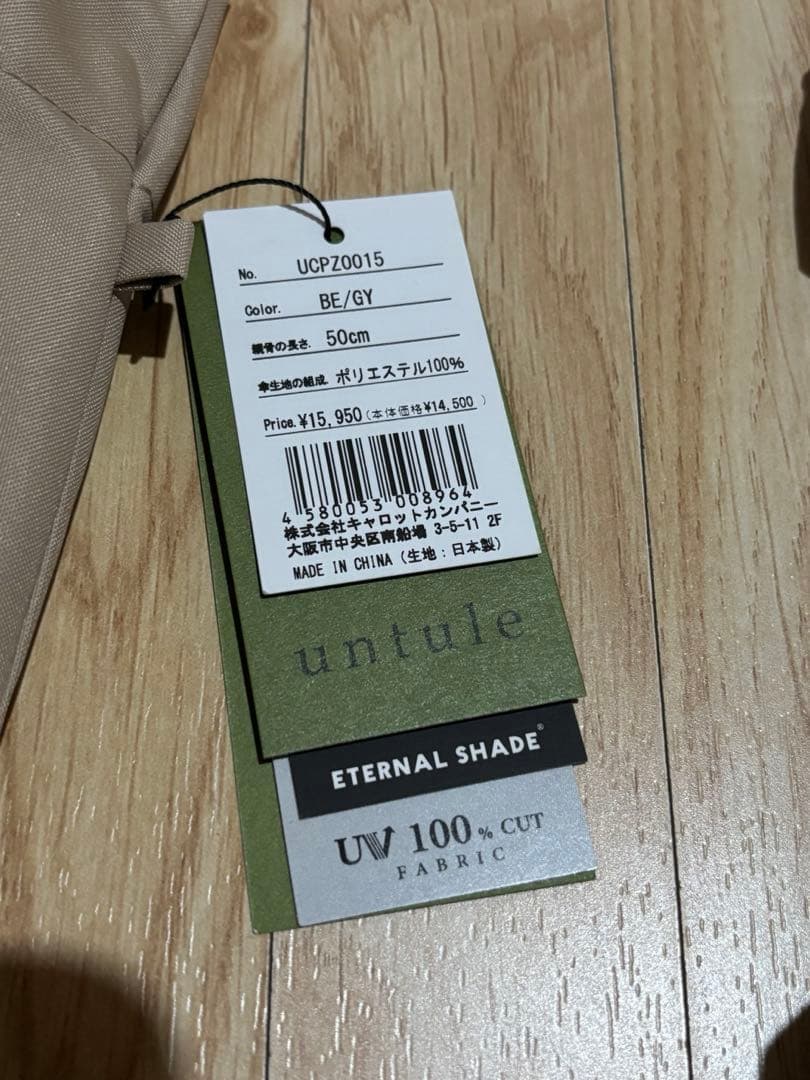 No. UCPZ0015
Color. BE/GY
親骨の長さ. 50cm
傘生地の組成. ポリエステル100%
Price. ¥15,950 (本体価格¥14,500 )
4 580053 008964
株式会社キャロットカンパニー
大阪市中央区南船場 3-5-11 2F
MADE IN CHINA (生地：日本製)
untule
ETERNAL SHADE®
UV 100% CUT
FABRIC